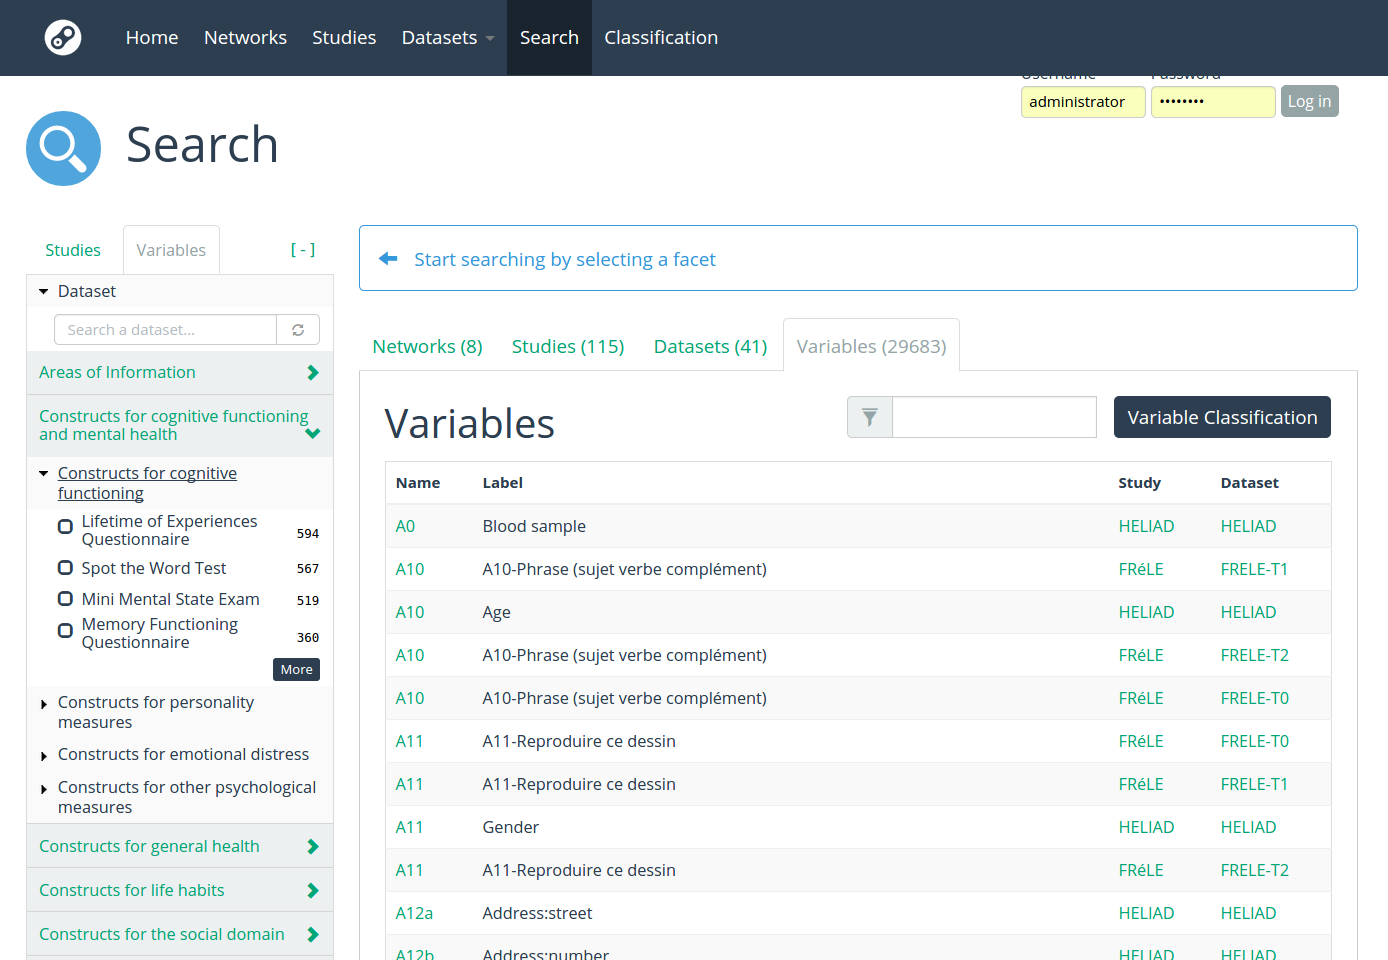 Home Networks Studies Datasets Search Classification
Username Password
administrator •••••••• Log in
Search
Studies Variables [ - ]
Dataset
Search a dataset...
Areas of Information
Constructs for cognitive functioning
and mental health
Constructs for cognitive
functioning
Lifetime of Experiences
Questionnaire 594
Spot the Word Test 567
Mini Mental State Exam 519
Memory Functioning
Questionnaire 360
More
Constructs for personality
measures
Constructs for emotional distress
Constructs for other psychological
measures
Constructs for general health
Constructs for life habits
Constructs for the social domain
Start searching by selecting a facet
Networks (8) Studies (115) Datasets (41) Variables (29683)
Variables Variable Classification
Name Label Study Dataset
A0 Blood sample HELIAD HELIAD
A10 A10-Phrase (sujet verbe complément) FRéLE FRELE-T1
A10 Age HELIAD HELIAD
A10 A10-Phrase (sujet verbe complément) FRéLE FRELE-T2
A10 A10-Phrase (sujet verbe complément) FRéLE FRELE-T0
A11 A11-Reproduire ce dessin FRéLE FRELE-T0
A11 A11-Reproduire ce dessin FRéLE FRELE-T1
A11 Gender HELIAD HELIAD
A11 A11-Reproduire ce dessin FRéLE FRELE-T2
A12a Address:street HELIAD HELIAD
A12b Address:number HELIAD HELIAD